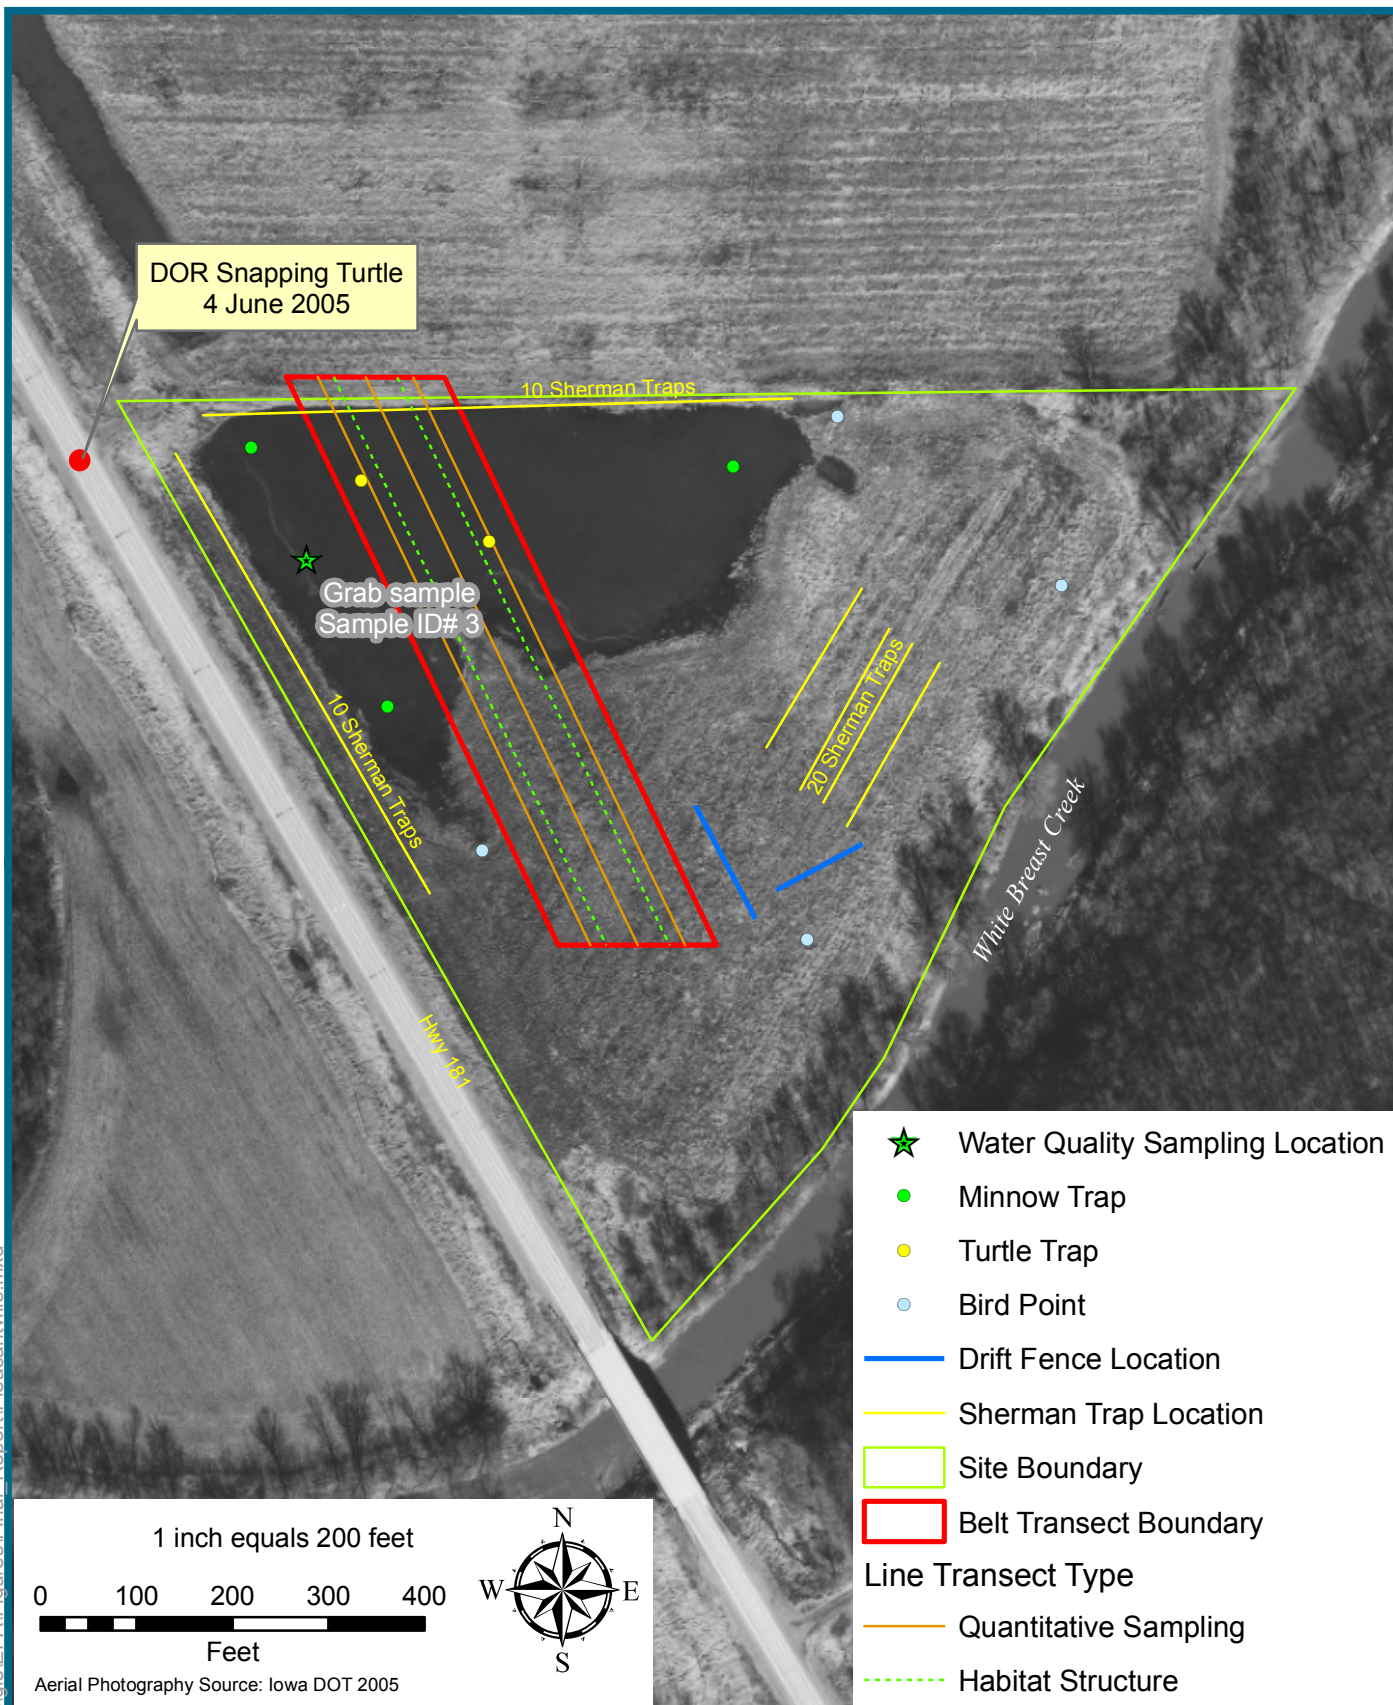 DOR Snapping Turtle
4 June 2005
10 Sherman Traps
Grab sample
Sample ID# 3
10 Sherman Traps
20 Sherman Traps
White Breast Creek
Hwy 181
Water Quality Sampling Location
Minnow Trap
Turtle Trap
Bird Point
Drift Fence Location
Sherman Trap Location
Site Boundary
Belt Transect Boundary
Line Transect Type
Quantitative Sampling
Habitat Structure
1 inch equals 200 feet
0 100 200 300 400
Feet
N
W E
S
Aerial Photography Source: Iowa DOT 2005